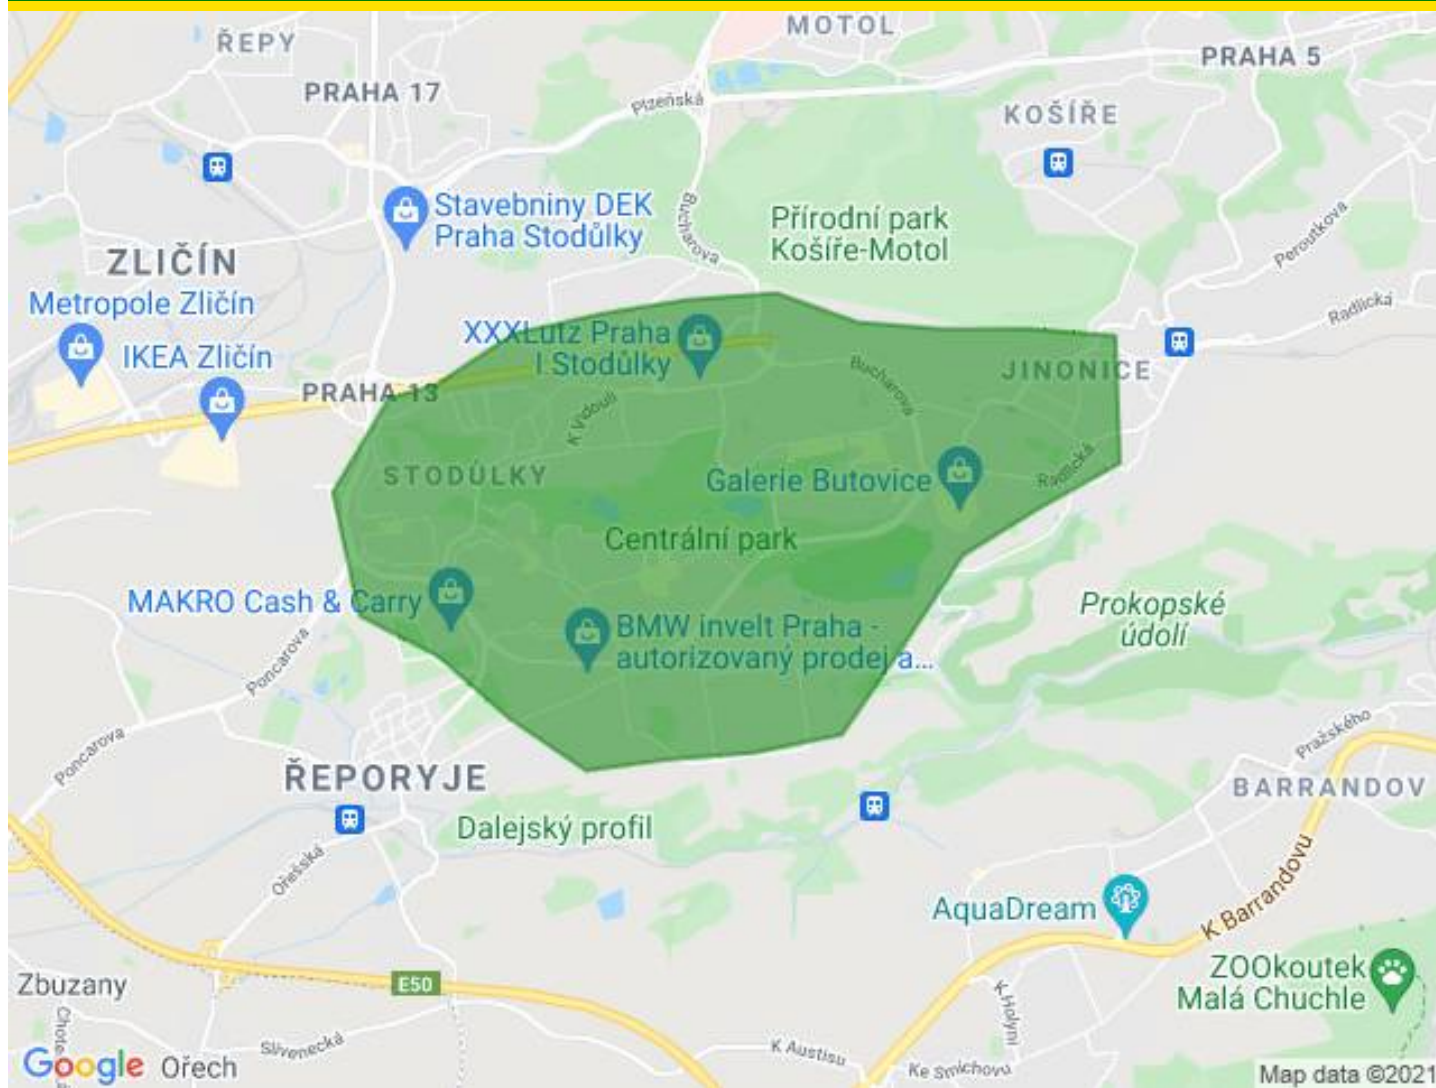 MOTOL
ŘEPY
PRAHA 5
PRAHA 17
Plzeňská
KOŠÍŘE
Stavebniny DEK
Praha Stodůlky
Bucharova
Přírodní park
Košíře-Motol
Peroutkova
ZLIČÍN
Metropole Zličín
Radlická
XXXLutz Praha
I Stodůlky
IKEA Zličín
Bucharova
JINONICE
PRAHA 13
K Vidouli
STODŮLKY
Galerie Butovice
Radlická
Centrální park
MAKRO Cash & Carry
Prokopské
údolí
BMW invelt Praha -
autorizovaný prodej a...
Poncarova
Poncarova
Pražského
ŘEPORYJE
BARRANDOV
Dalejský profil
Ořešská
K Barrandovu
AquaDream
ZOOkoutek
Malá Chuchle
Zbuzany
E50
K Holyni
Chote
Slivenecká
K Austisu
Ke Smíchovu
Google
Ořech
Map data ©2021